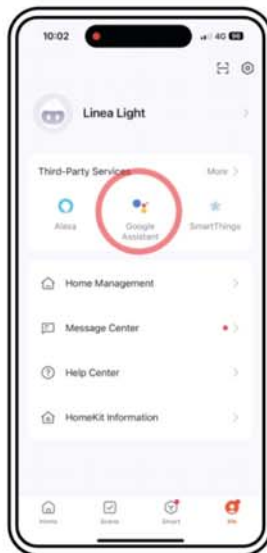 10:02
4G
Linea Light
Third-Party Services More
Alexa Google Assistant SmartThings
Home Management
Message Center
Help Center
HomeKit Information
Home Scene Smart Me